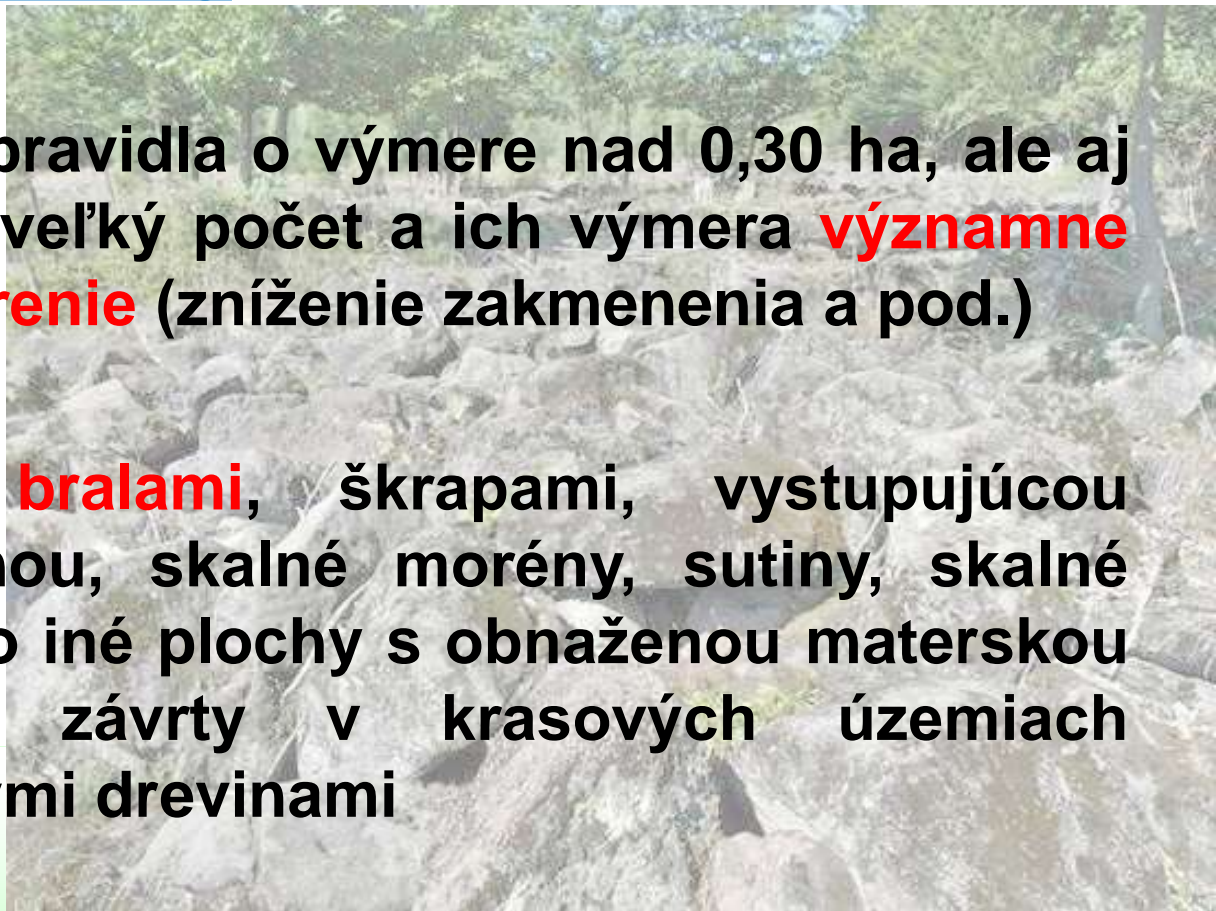 pravidla o výmere nad 0,30 ha, ale aj
veľký počet a ich výmera významne
renie (zníženie zakmenenia a pod.)
bralami, škrapami, vystupujúcou
nou, skalné morény, sutiny, skalné
o iné plochy s obnaženou materskou
závrty v krasových územiach
ými drevinami